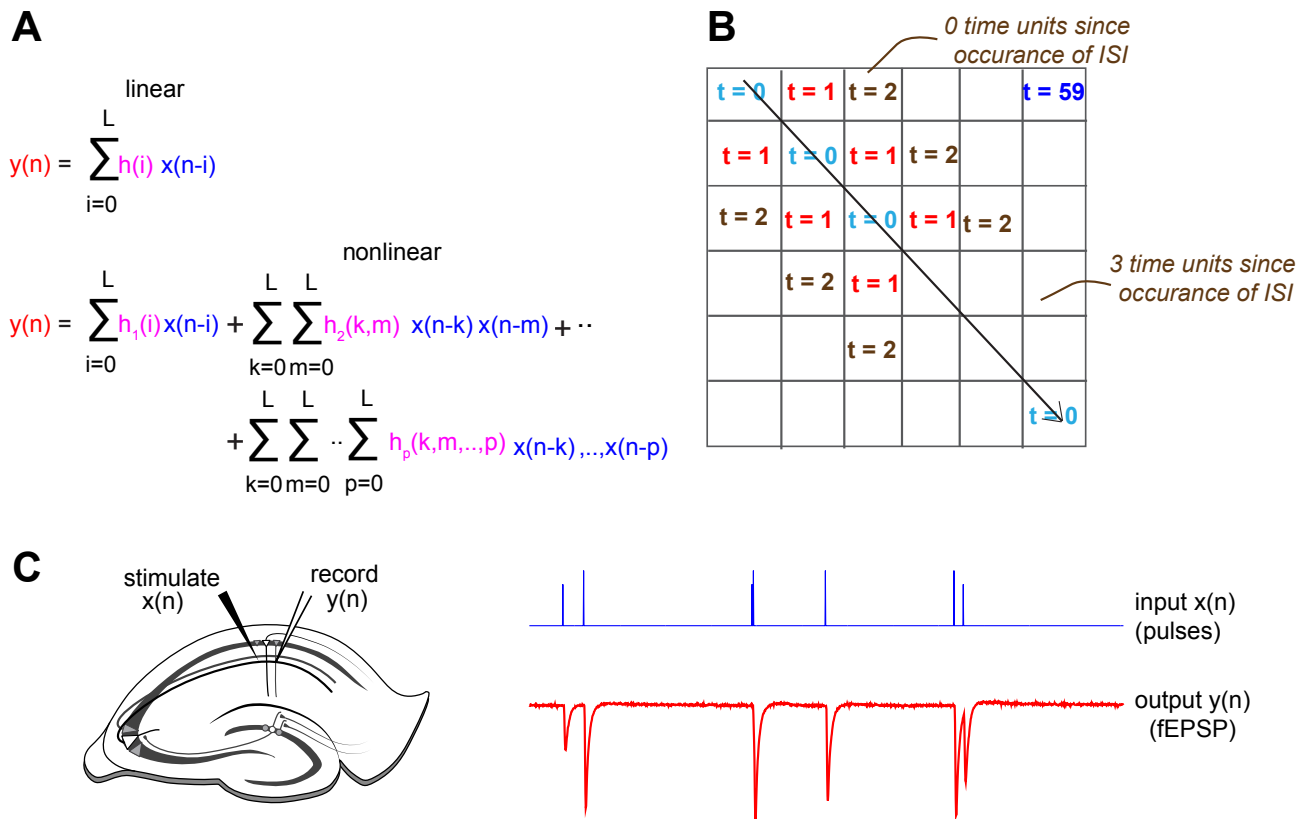 A
linear
L
y(n) = ∑ h(i) x(n-i)
i=0
nonlinear
L L L
y(n) = ∑ h₁(i)x(n-i) + ∑ ∑ h₂(k,m) x(n-k) x(n-m) + ··
i=0 k=0 m=0
L L L
+ ∑ ∑ ·· ∑ hₚ(k,m,..,p) x(n-k) ,..,x(n-p)
k=0 m=0 p=0
B
0 time units since
occurance of ISI
t = 0 t = 1 t = 2 t = 59
t = 1 t = 0 t = 1 t = 2
t = 2 t = 1 t = 0 t = 1 t = 2
t = 2 t = 1
t = 2
t = 0
3 time units since
occurance of ISI
C
stimulate
x(n)
record
y(n)
input x(n)
(pulses)
output y(n)
(fEPSP)